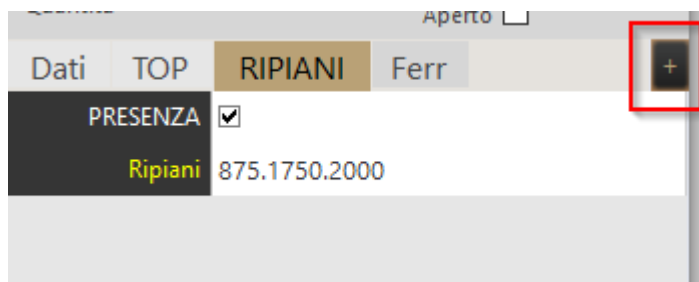 Aperto
Dati TOP RIPIANI Ferr +
PRESENZA
Ripiani 875.1750.2000